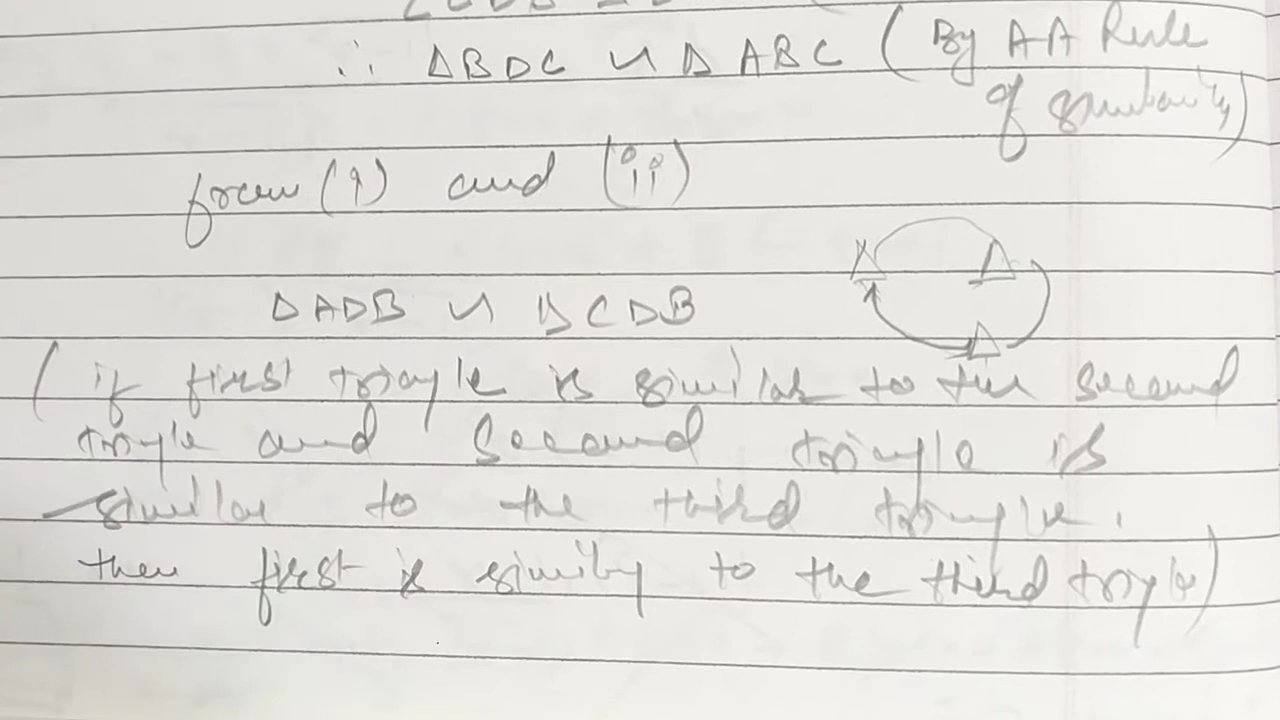 ∴ ΔBDC ∽ ΔABC (By AA Rule
of similarity)
from (i) and (ii)
ΔADB ∽ ΔCDB
(if first triangle is similar to the second
triangle and second triangle is
similar to the third triangle.
then first is similarity to the third triangle)